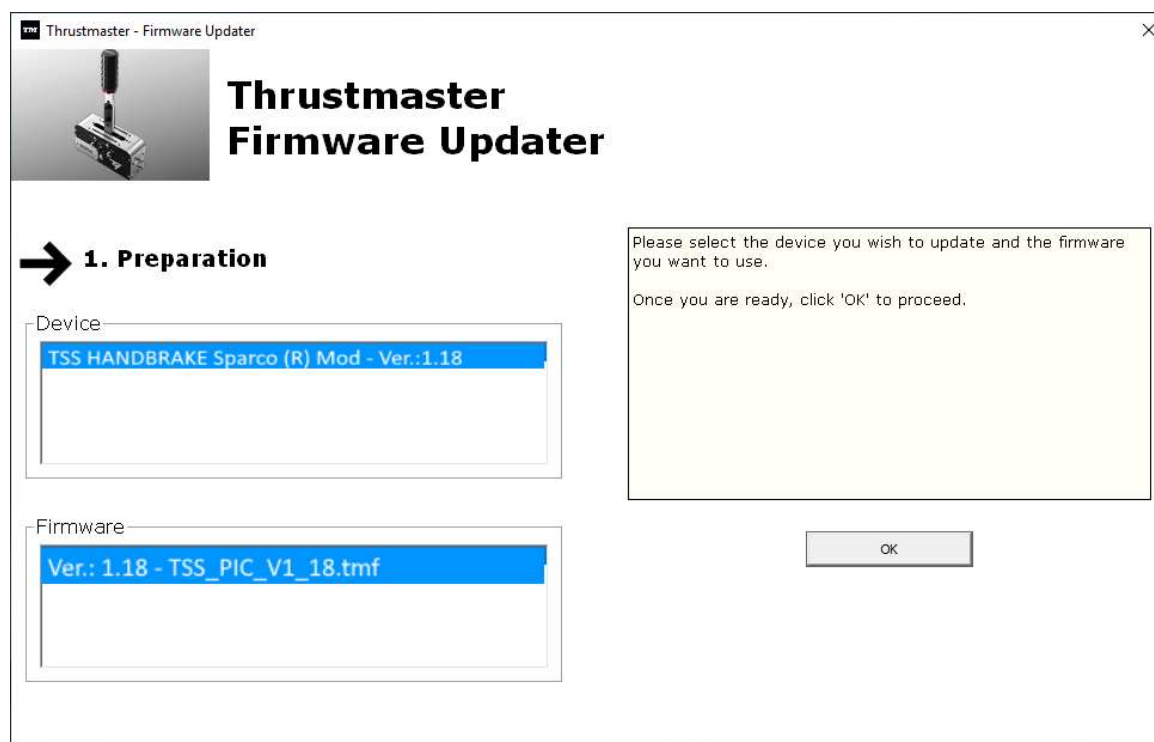 Thrustmaster - Firmware Updater
Thrustmaster
Firmware Updater
1. Preparation
Please select the device you wish to update and the firmware
you want to use.
Once you are ready, click 'OK' to proceed.
Device
TSS HANDBRAKE Sparco (R) Mod - Ver.:1.18
Firmware
Ver.: 1.18 - TSS_PIC_V1_18.tmf
OK